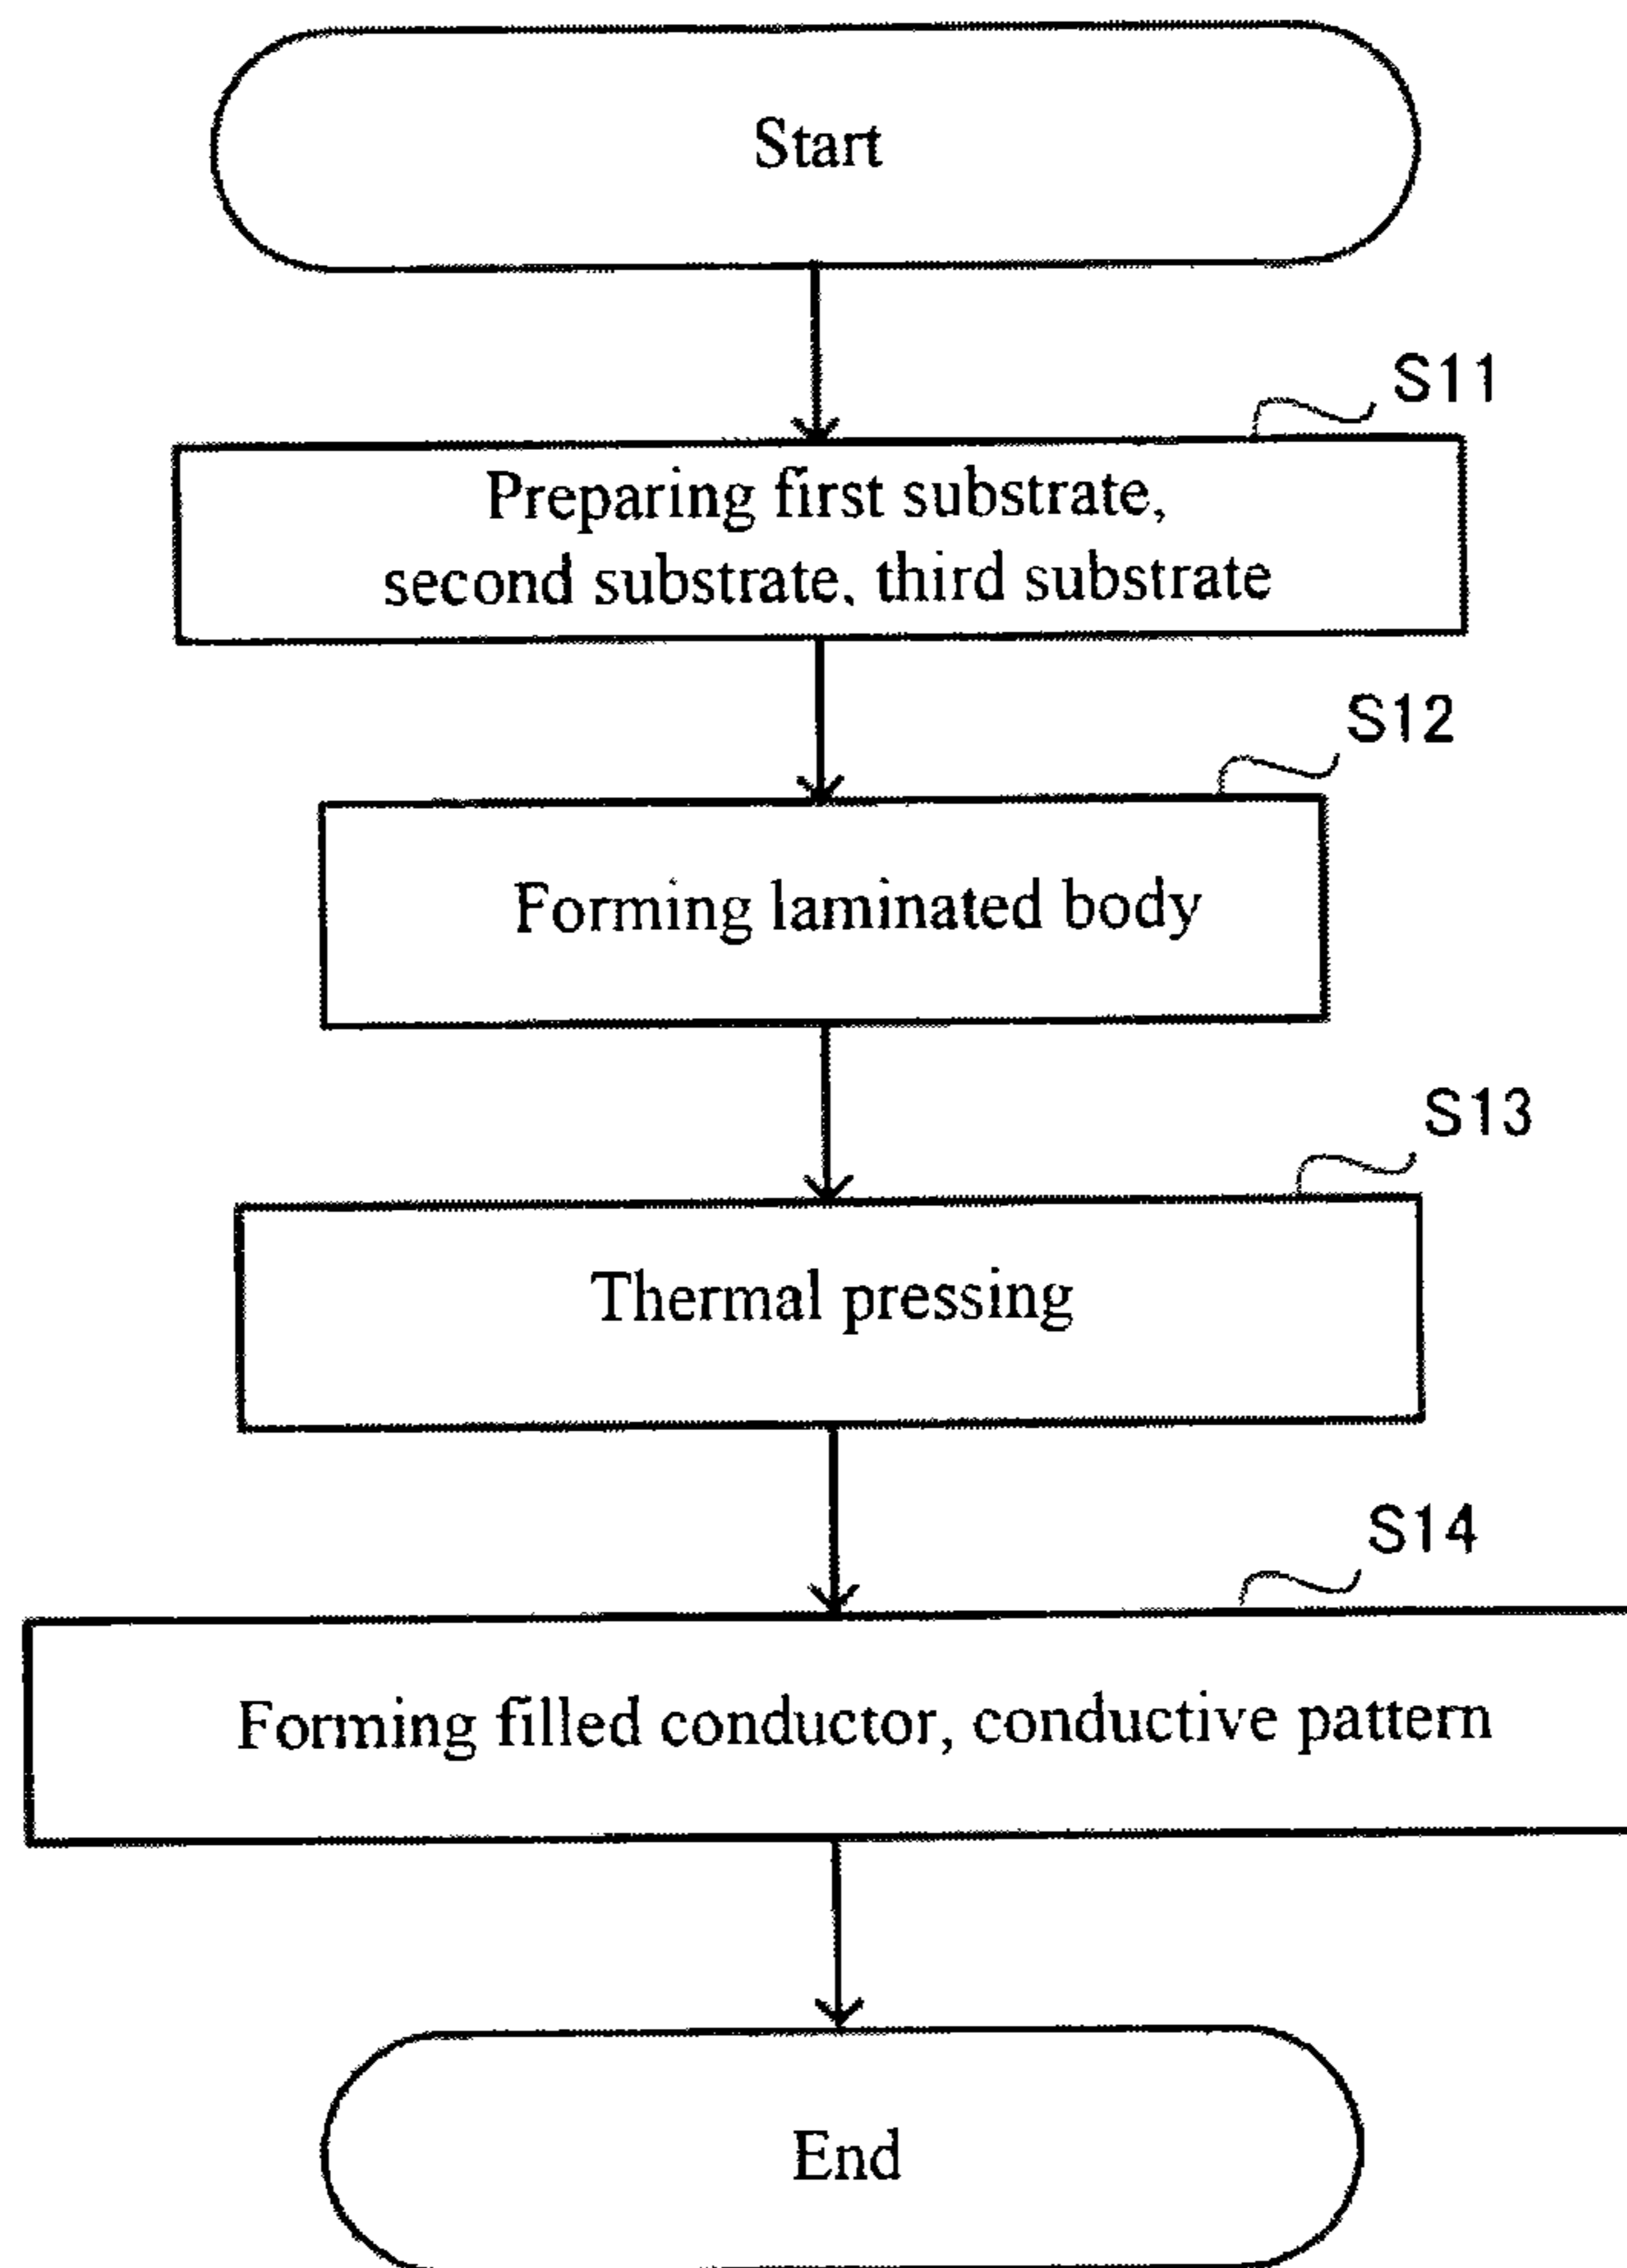 Start
S11
Preparing first substrate,
second substrate, third substrate
S12
Forming laminated body
S13
Thermal pressing
S14
Forming filled conductor, conductive pattern
End